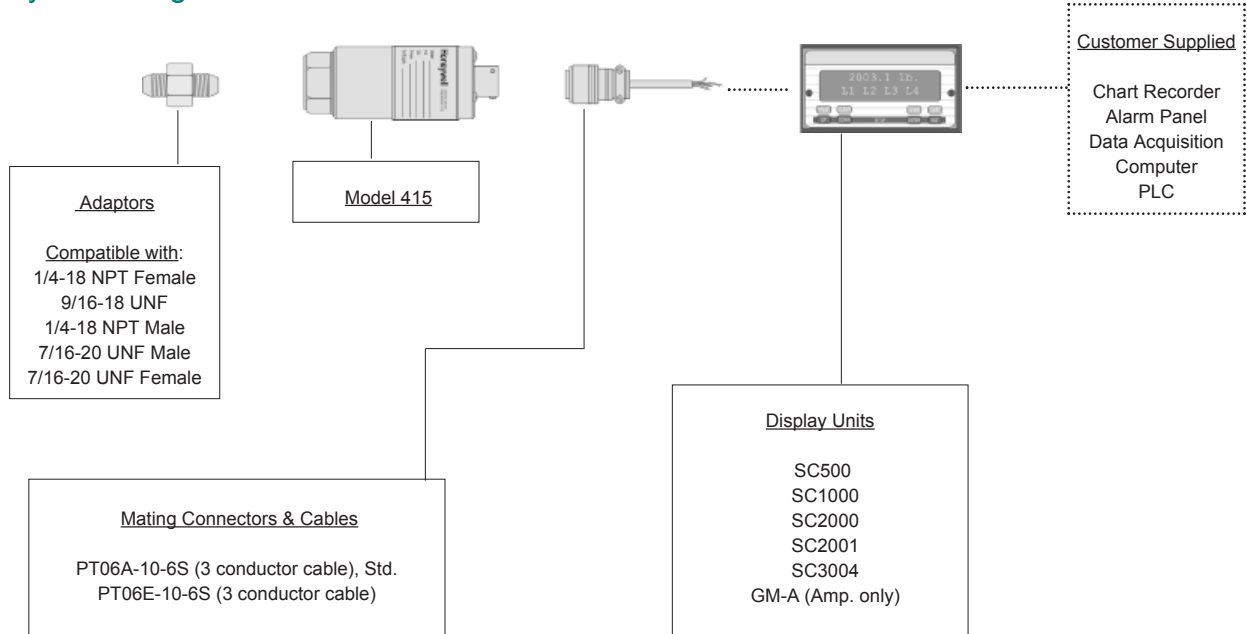 Customer Supplied
Chart Recorder
Alarm Panel
Data Acquisition
Computer
PLC
Honeywell
2003.1 lb.
L1 L2 L3 L4
Adaptors
Compatible with:
1/4-18 NPT Female
9/16-18 UNF
1/4-18 NPT Male
7/16-20 UNF Male
7/16-20 UNF Female
Model 415
Mating Connectors & Cables
PT06A-10-6S (3 conductor cable), Std.
PT06E-10-6S (3 conductor cable)
Display Units
SC500
SC1000
SC2000
SC2001
SC3004
GM-A (Amp. only)